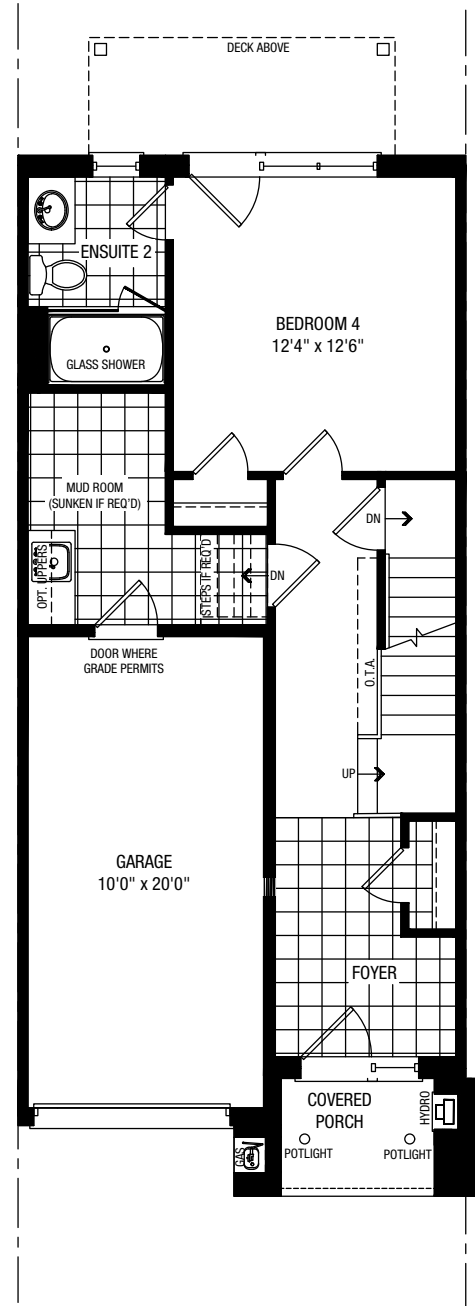 DECK ABOVE
ENSUITE 2
BEDROOM 4
12'4" x 12'6"
GLASS SHOWER
MUD ROOM
(SUNKEN IF REQ'D)
DN
OPT. UPPERS
STEPS IF REQ'D
DN
DOOR WHERE
GRADE PERMITS
O.T.A.
UP
GARAGE
10'0" x 20'0"
FOYER
COVERED
PORCH
HYDRO
GAS
POTLIGHT
POTLIGHT